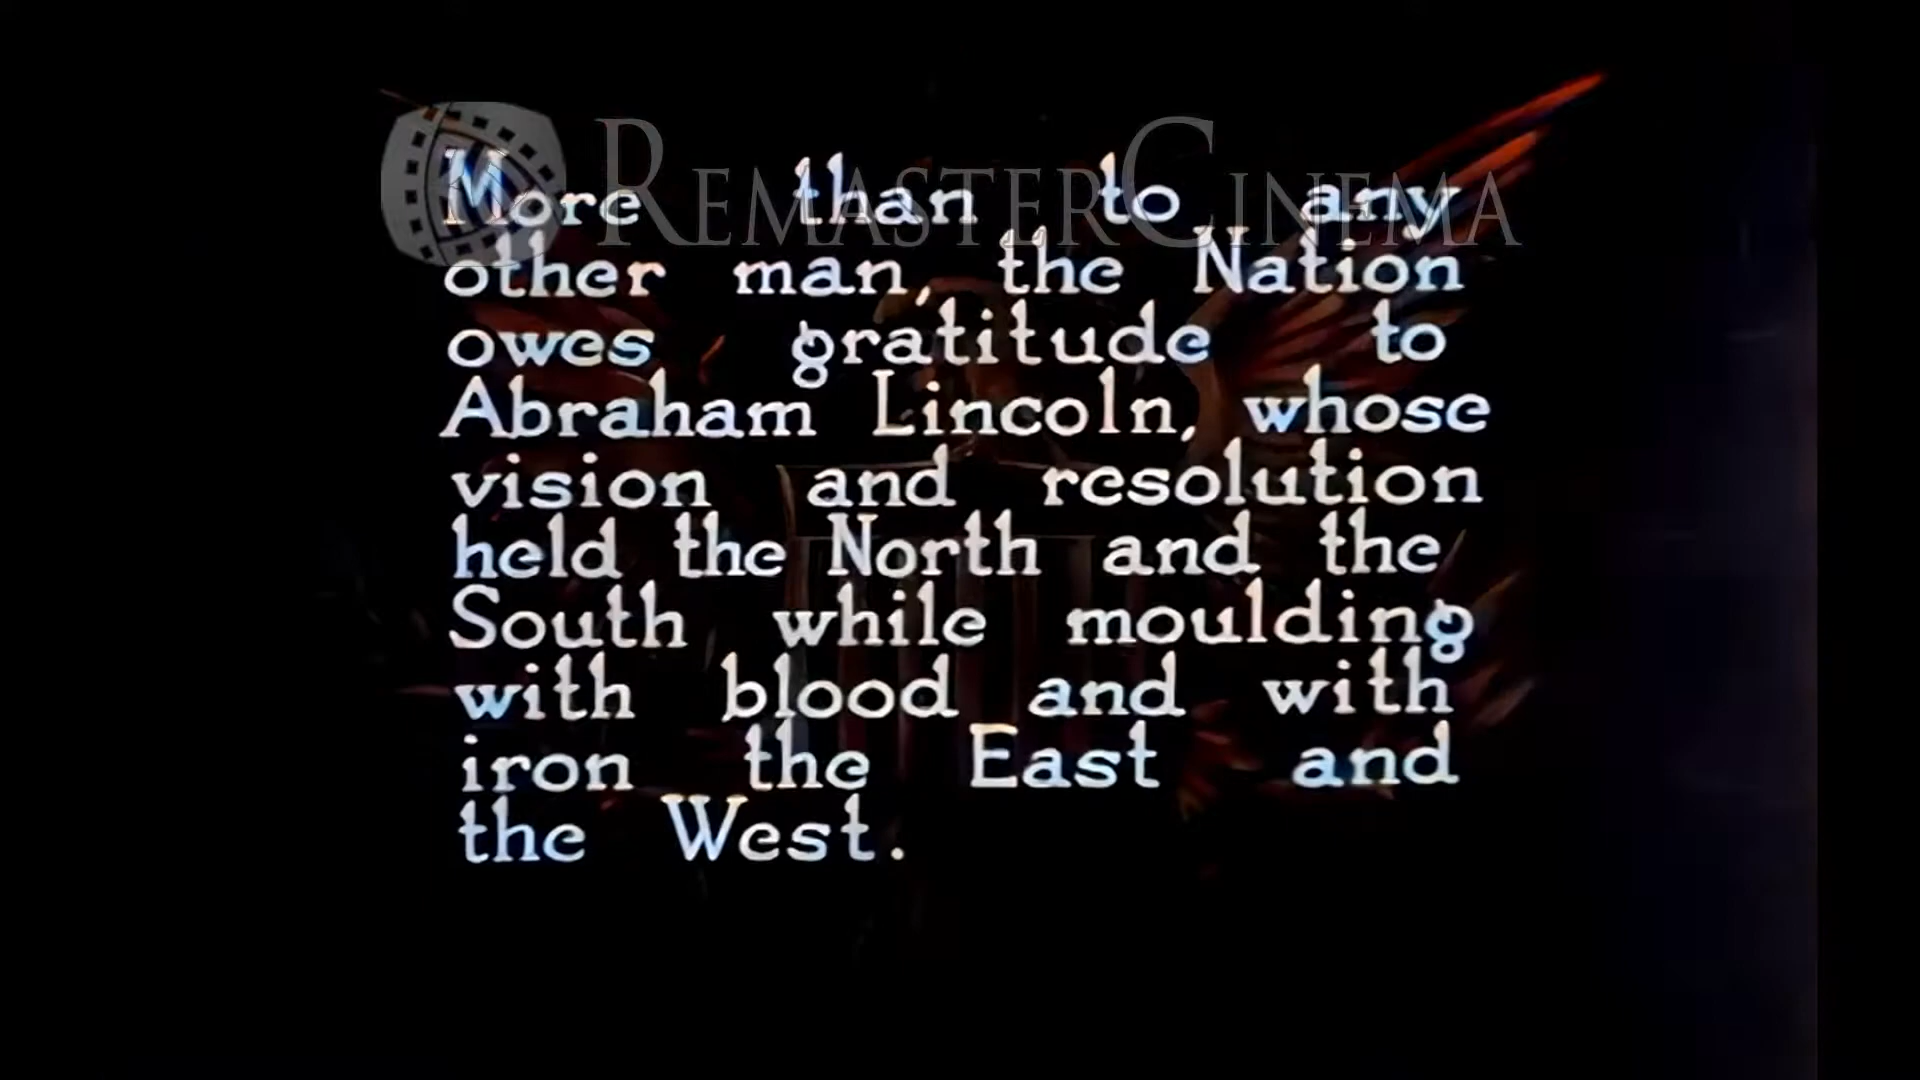 REMASTERCINEMA
More than to any
other man, the Nation
owes gratitude to
Abraham Lincoln, whose
vision and resolution
held the North and the
South while moulding
with blood and with
iron the East and
the West.